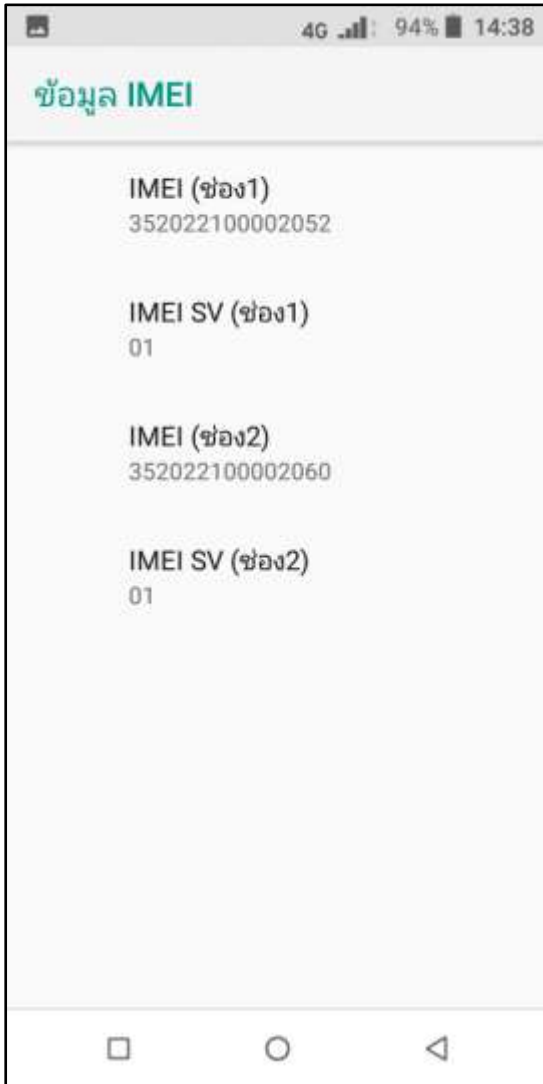 4G 94% 14:38
ข้อมูล IMEI
IMEI (ช่อง1)
352022100002052
IMEI SV (ช่อง1)
01
IMEI (ช่อง2)
352022100002060
IMEI SV (ช่อง2)
01